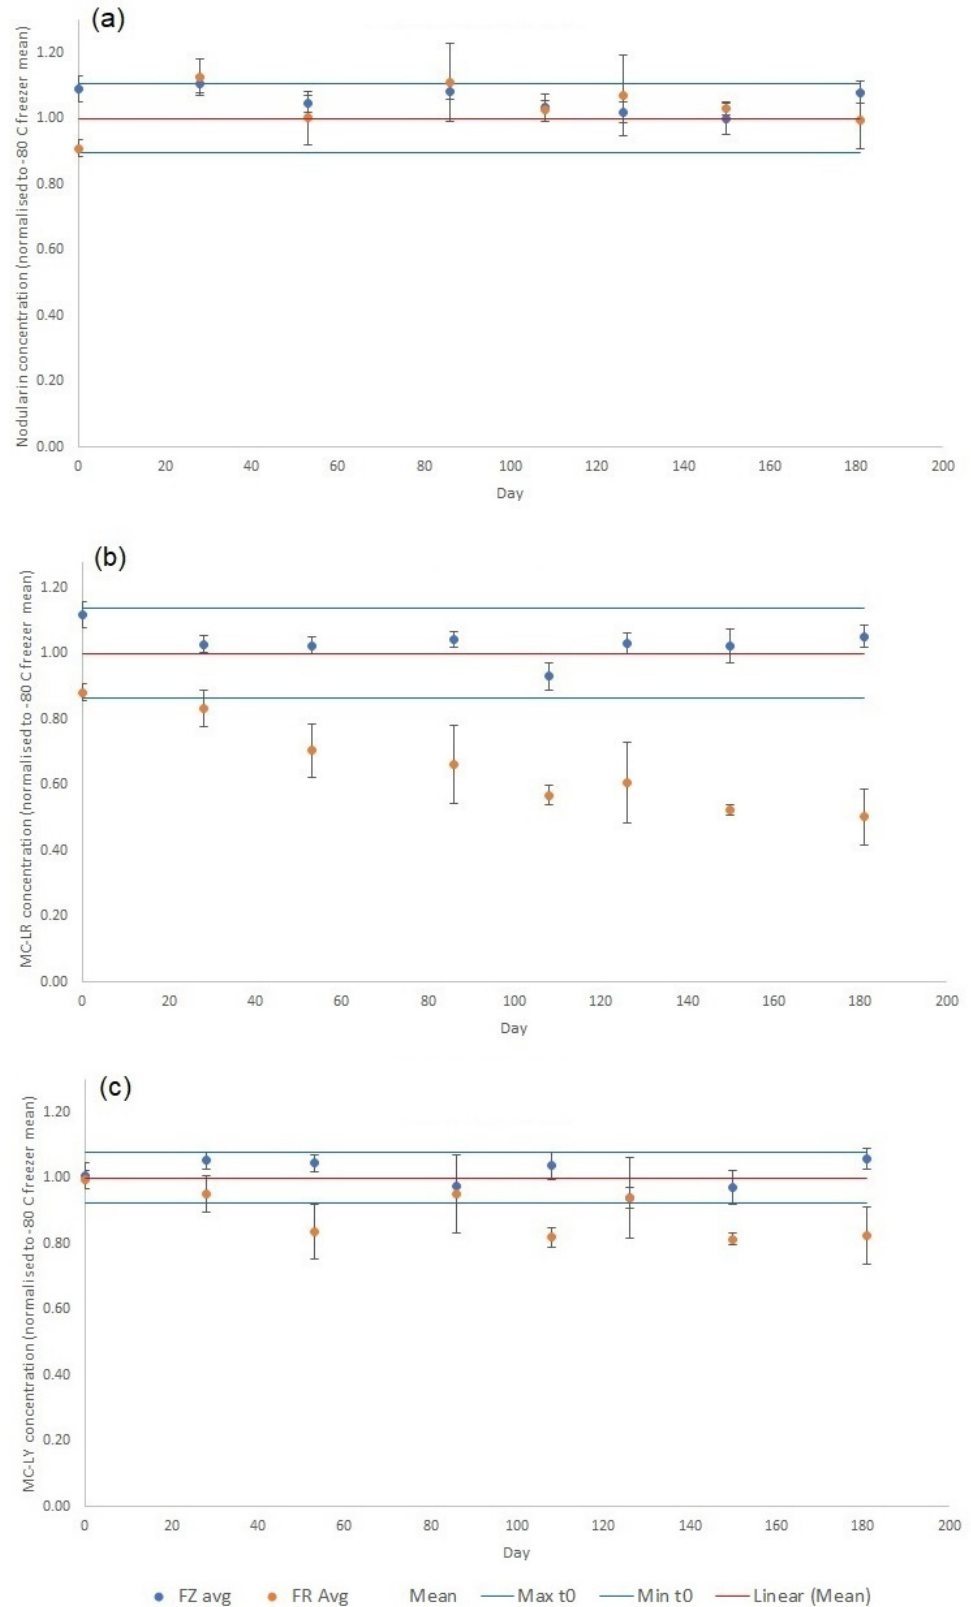 (a)
Nodularin concentration (normalised to -80 C freezer mean)
1.20
1.00
0.80
0.60
0.40
0.20
0.00
0 20 40 60 80 100 120 140 160 180 200
Day
(b)
MC-LR concentration (normalised to -80 C freezer mean)
1.20
1.00
0.80
0.60
0.40
0.20
0.00
0 20 40 60 80 100 120 140 160 180 200
Day
(c)
MC-LY concentration (normalised to -80 C freezer mean)
1.20
1.00
0.80
0.60
0.40
0.20
0.00
0 20 40 60 80 100 120 140 160 180 200
Day
FZ avg FR Avg Mean Max t0 Min t0 Linear (Mean)